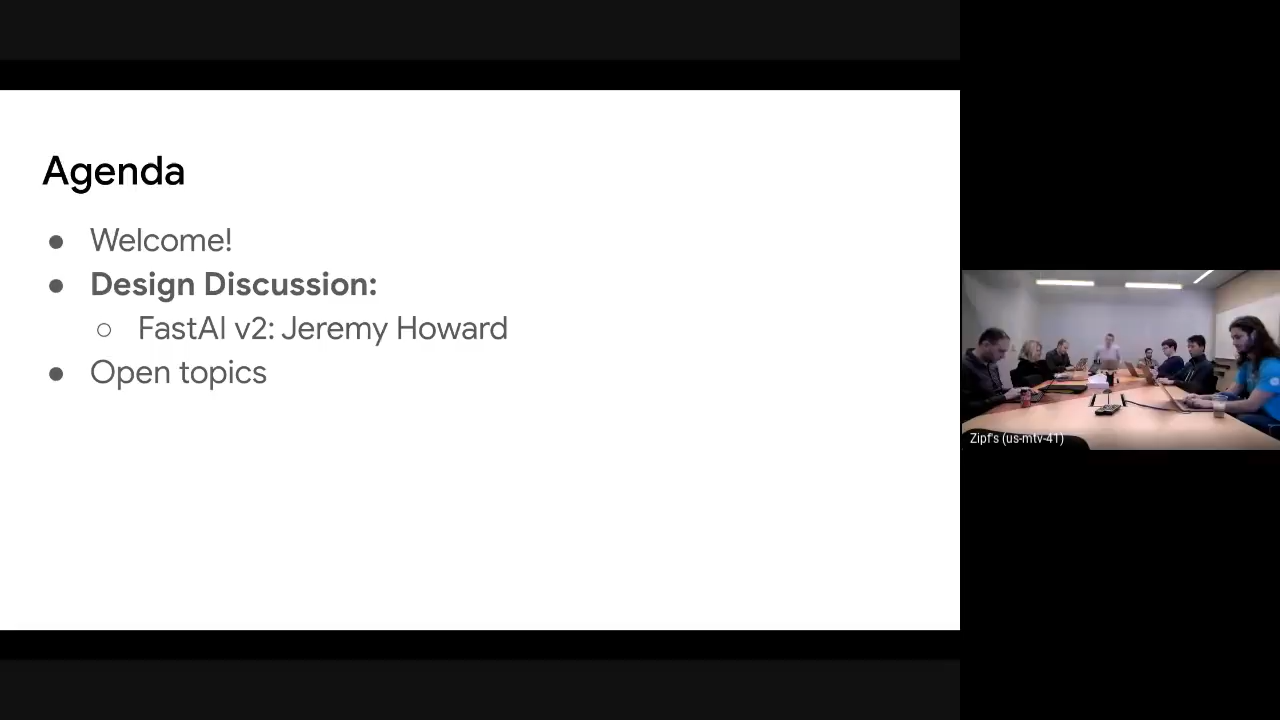 Agenda
● Welcome!
● Design Discussion:
○ FastAI v2: Jeremy Howard
● Open topics
Zipf's (us-mtv-41)